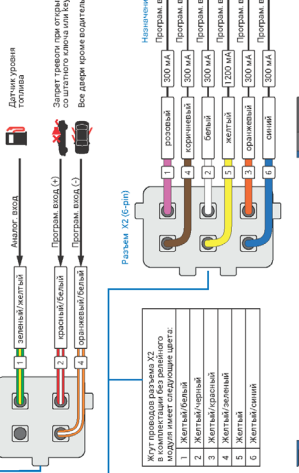 Датчик уровня
топлива
Запрет тревоги при откры
со штатного ключа или key
Все двери кроме водитель
Аналог. вход
Програм. вход (+)
Програм. вход (-)
зеленый/желтый
красный/белый
оранжевый/белый
1
2
4
Назначени
Програм. в
Програм. в
Програм. в
Програм. в
Програм. в
Програм. в
300 мА
300 мА
300 мА
1200 мА
300 мА
300 мА
розовый
коричневый
белый
желтый
оранжевый
синий
1
4
2
5
3
6
Разъем X2 (6-pin)
Жгут проводов разъема X2
в комплектации без релейного
модуля имеет следующие цвета:
1 Желтый/белый
2 Желтый/черный
3 Желтый/красный
4 Желтый/зеленый
5 Желтый
6 Желтый/синий